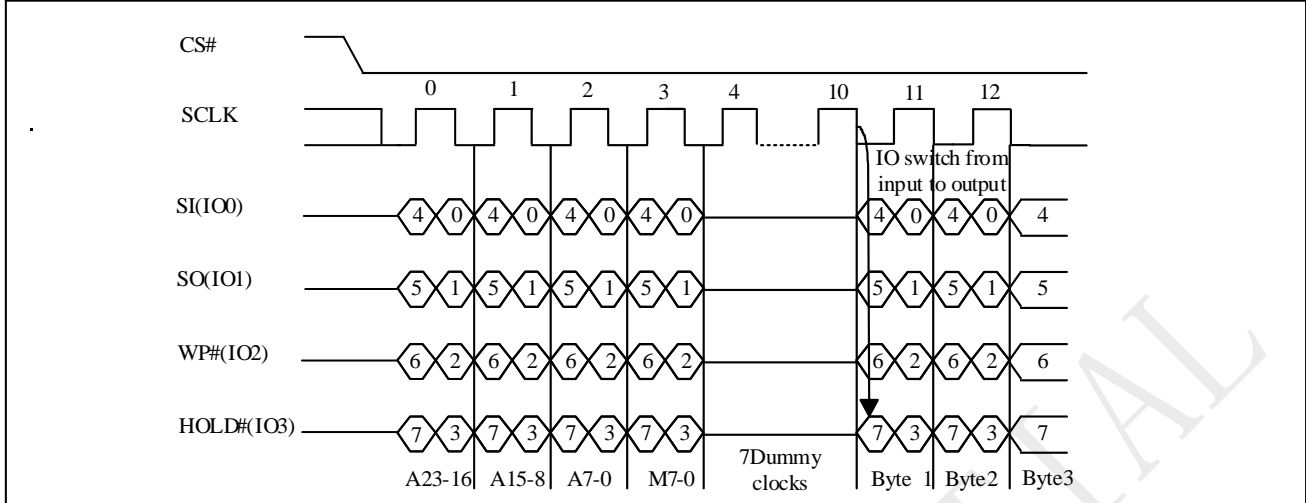 CS#
0 1 2 3 4 10 11 12
SCLK
IO switch from
input to output
SI(IO0)
4 0 4 0 4 0 4 0 4 0 4 0 4
SO(IO1)
5 1 5 1 5 1 5 1 5 1 5 1 5
WP#(IO2)
6 2 6 2 6 2 6 2 6 2 6 2 6
HOLD#(IO3)
7 3 7 3 7 3 7 3 7 3 7 3 7
A23-16 A15-8 A7-0 M7-0
7Dummy
clocks
Byte 1 Byte2 Byte3